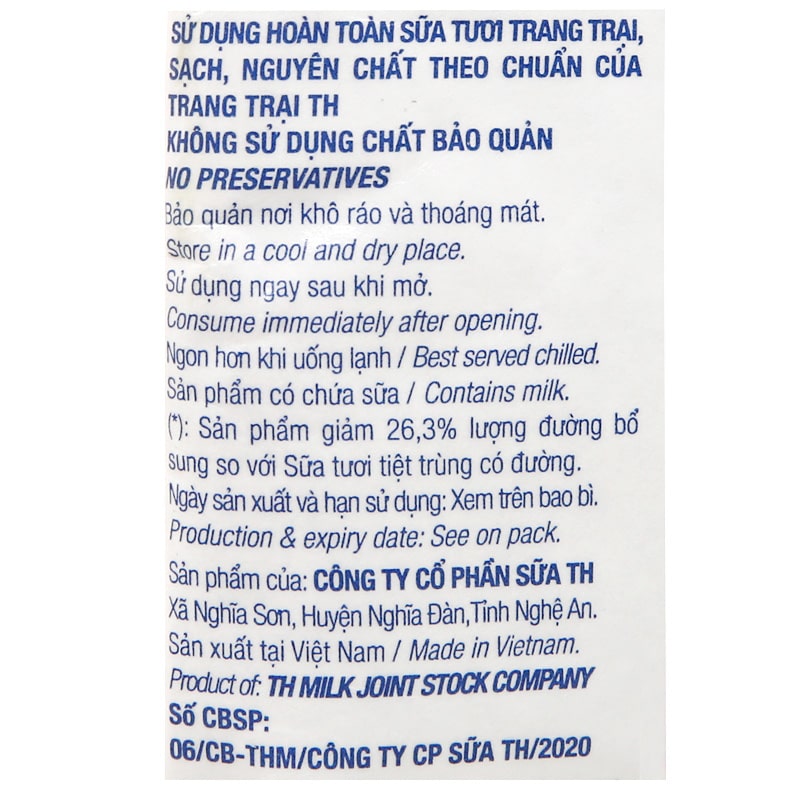 SỬ DỤNG HOÀN TOÀN SỮA TƯƠI TRANG TRẠI,
SẠCH, NGUYÊN CHẤT THEO CHUẨN CỦA
TRANG TRẠI TH
KHÔNG SỬ DỤNG CHẤT BẢO QUẢN
NO PRESERVATIVES
Bảo quản nơi khô ráo và thoáng mát.
Store in a cool and dry place.
Sử dụng ngay sau khi mở.
Consume immediately after opening.
Ngon hơn khi uống lạnh / Best served chilled.
Sản phẩm có chứa sữa / Contains milk.
(*): Sản phẩm giảm 26,3% lượng đường bổ
sung so với Sữa tươi tiệt trùng có đường.
Ngày sản xuất và hạn sử dụng: Xem trên bao bì.
Production & expiry date: See on pack.
Sản phẩm của: CÔNG TY CỔ PHẦN SỮA TH
Xã Nghĩa Sơn, Huyện Nghĩa Đàn,Tỉnh Nghệ An.
Sản xuất tại Việt Nam / Made in Vietnam.
Product of: TH MILK JOINT STOCK COMPANY
Số CBSP:
06/CB-THM/CÔNG TY CP SỮA TH/2020